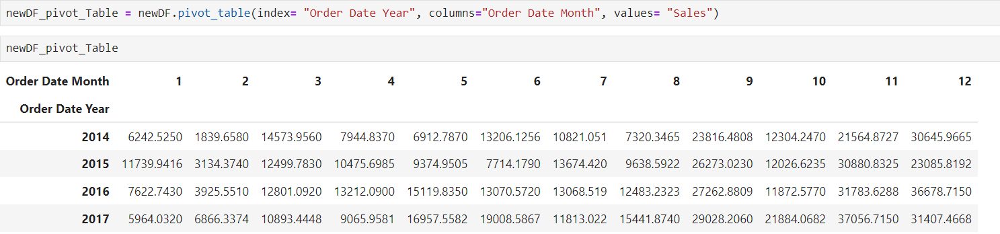 newDF_pivot_Table = newDF.pivot_table(index= "Order Date Year", columns="Order Date Month", values= "Sales")
newDF_pivot_Table
Order Date Month 1 2 3 4 5 6 7 8 9 10 11 12
Order Date Year
2014 6242.5250 1839.6580 14573.9560 7944.8370 6912.7870 13206.1256 10821.051 7320.3465 23816.4808 12304.2470 21564.8727 30645.9665
2015 11739.9416 3134.3740 12499.7830 10475.6985 9374.9505 7714.1790 13674.420 9638.5922 26273.0230 12026.6235 30880.8325 23085.8192
2016 7622.7430 3925.5510 12801.0920 13212.0900 15119.8350 13070.5720 13068.519 12483.2323 27262.8809 11872.5770 31783.6288 36678.7150
2017 5964.0320 6866.3374 10893.4448 9065.9581 16957.5582 19008.5867 11813.022 15441.8740 29028.2060 21884.0682 37056.7150 31407.4668